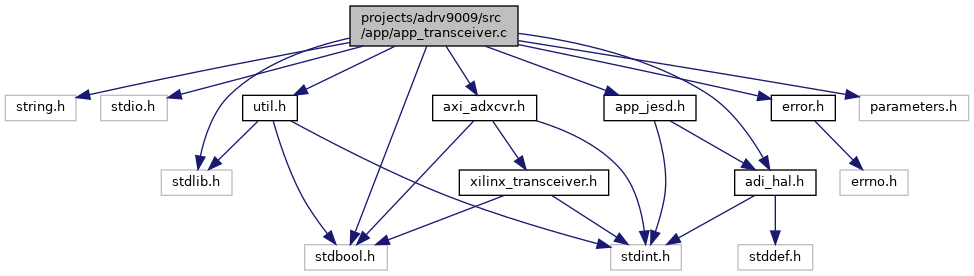 projects/adrv9009/src
/app/app_transceiver.c
string.h
stdio.h
util.h
axi_adxcvr.h
app_jesd.h
error.h
parameters.h
stdlib.h
xilinx_transceiver.h
adi_hal.h
errno.h
stdbool.h
stdint.h
stddef.h